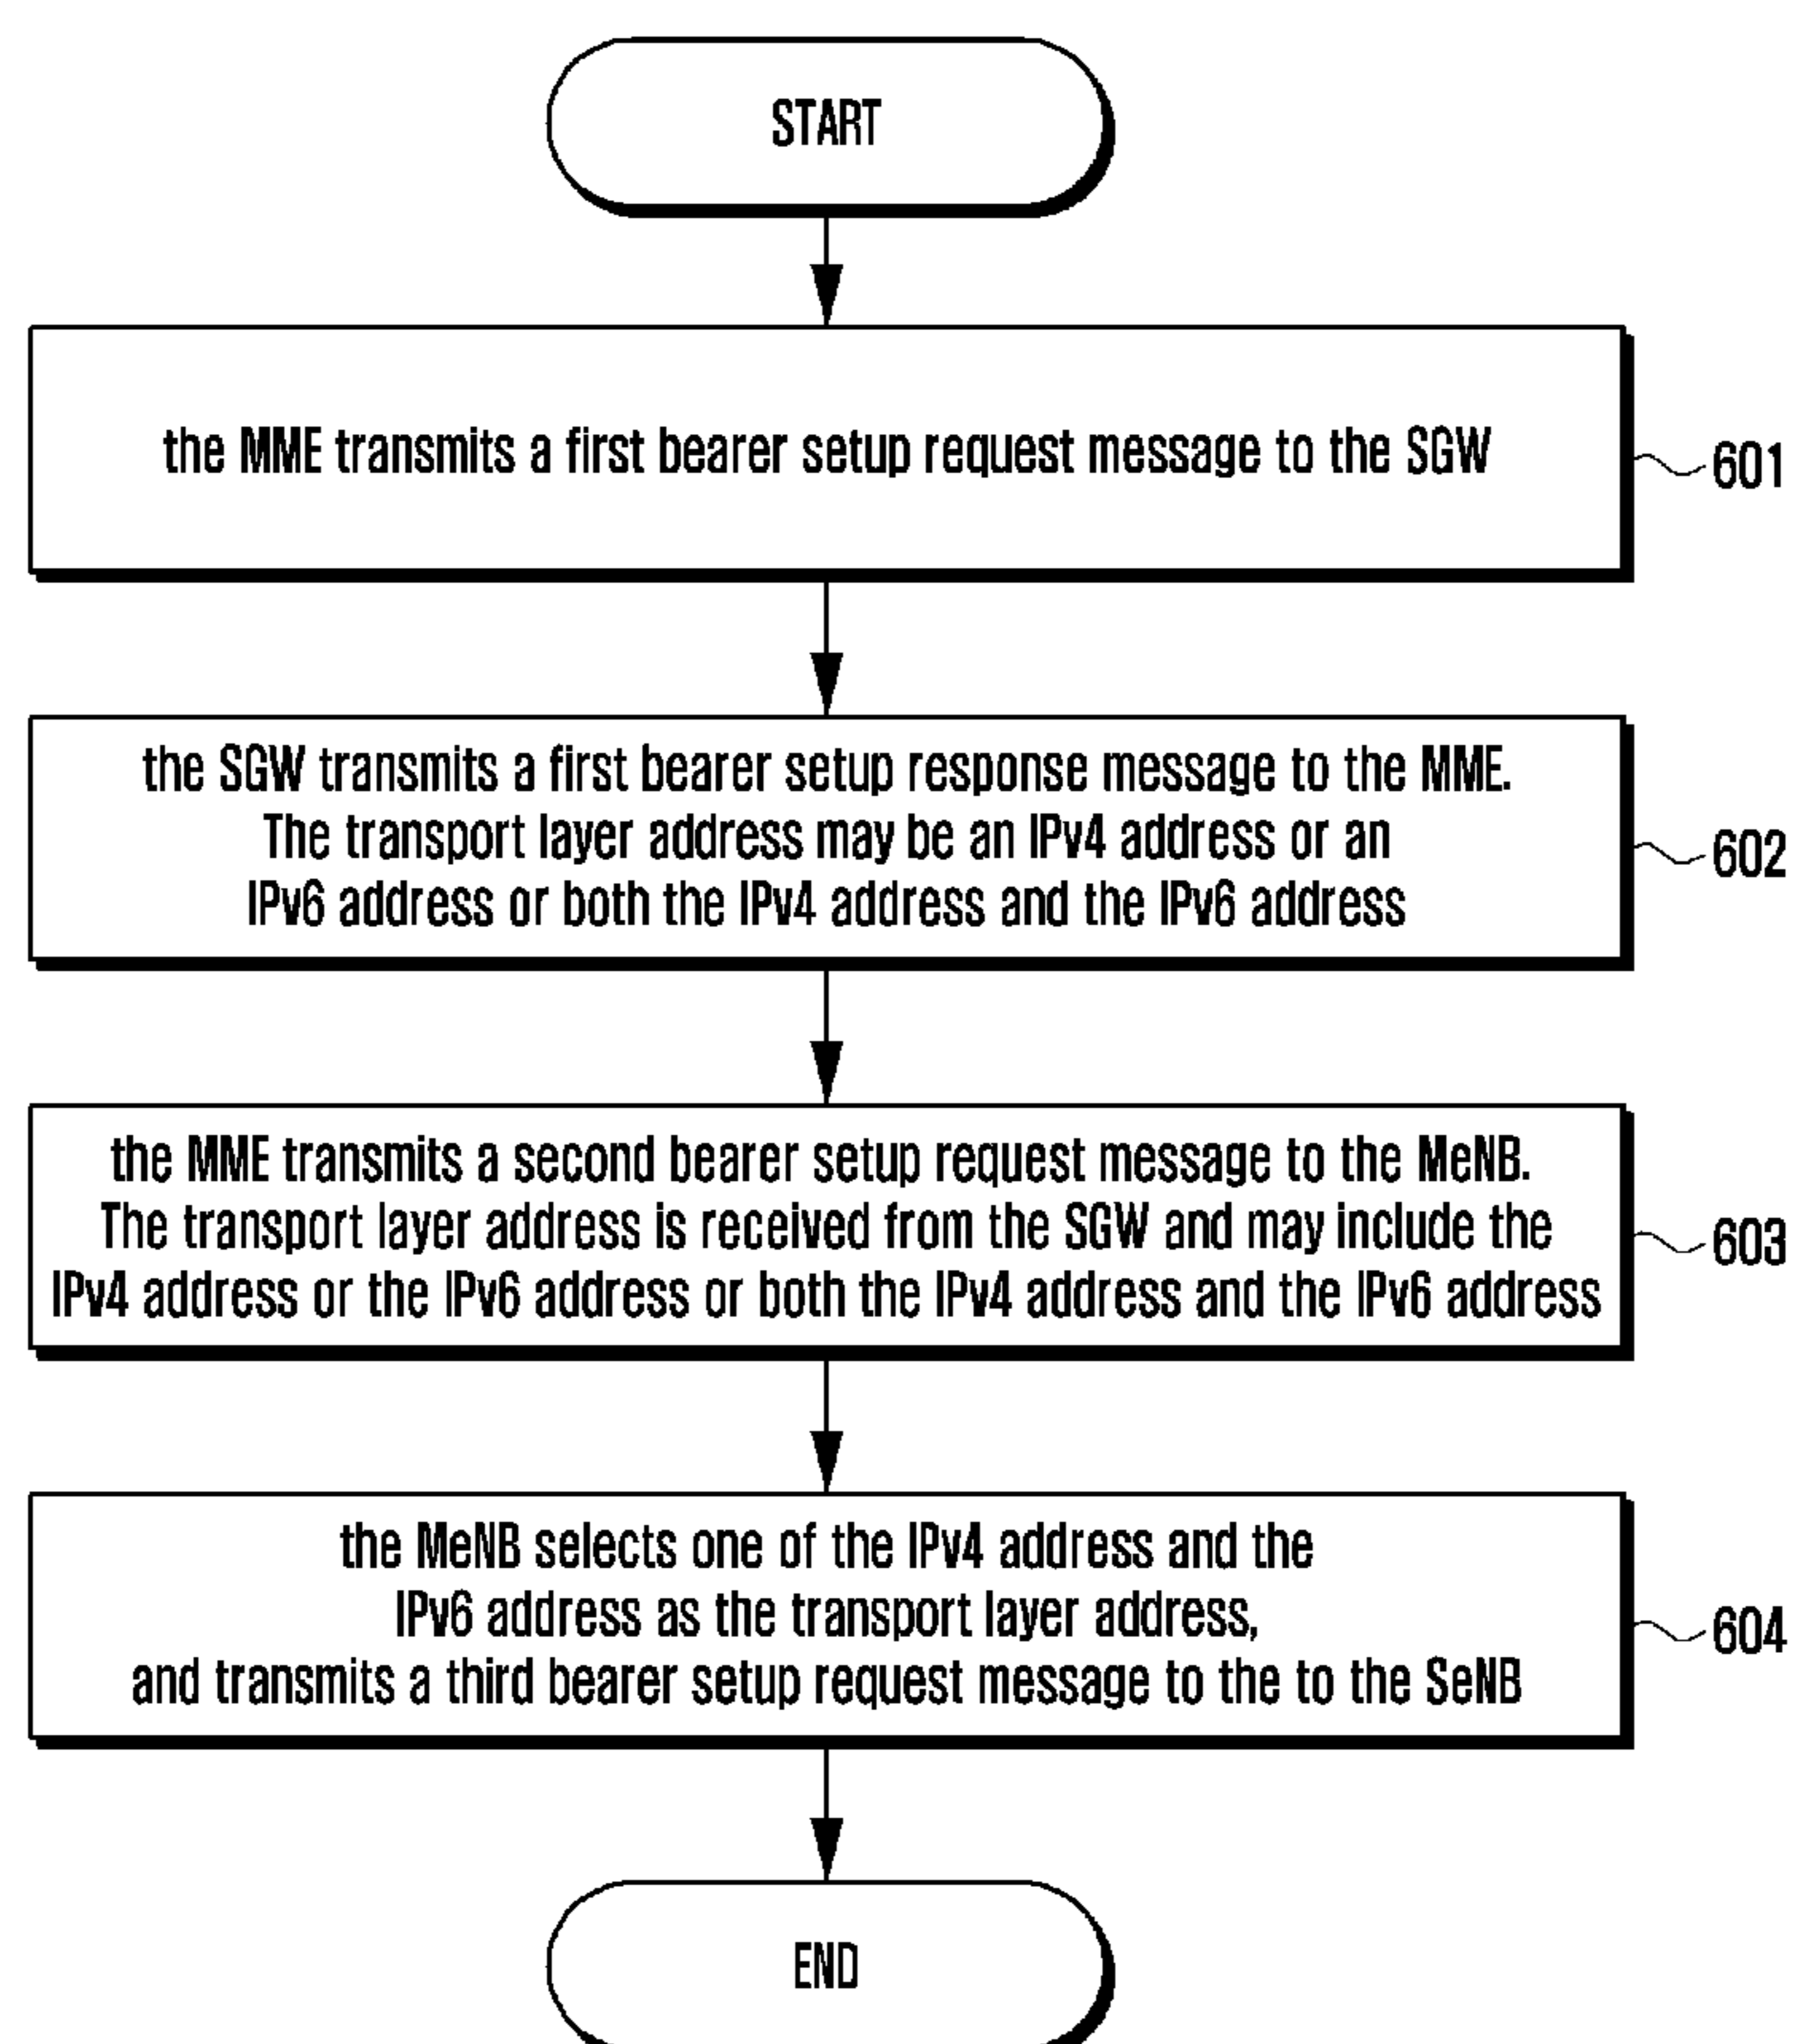 START
the MME transmits a first bearer setup request message to the SGW
601
the SGW transmits a first bearer setup response message to the MME.
The transport layer address may be an IPv4 address or an
IPv6 address or both the IPv4 address and the IPv6 address
602
the MME transmits a second bearer setup request message to the MeNB.
The transport layer address is received from the SGW and may include the
IPv4 address or the IPv6 address or both the IPv4 address and the IPv6 address
603
the MeNB selects one of the IPv4 address and the
IPv6 address as the transport layer address,
and transmits a third bearer setup request message to the to the SeNB
604
END